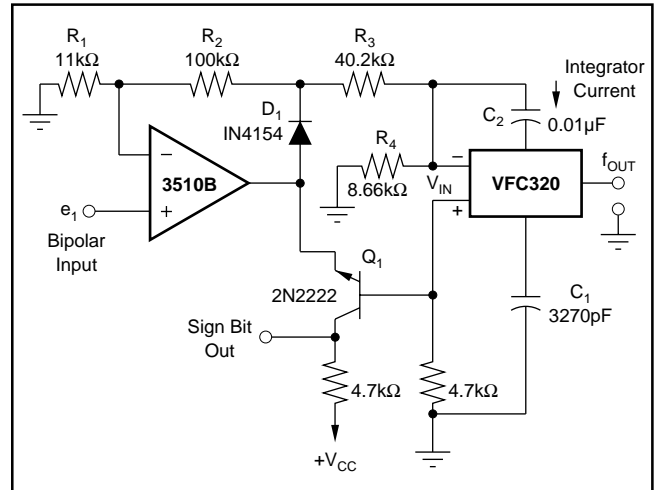 R1
11kΩ
R2
100kΩ
R3
40.2kΩ
Integrator
Current
D1
IN4154
C2
0.01µF
R4
8.66kΩ
−
+
3510B
e1
Bipolar
Input
VIN
−
+
VFC320
fOUT
Q1
2N2222
C1
3270pF
Sign Bit
Out
4.7kΩ
4.7kΩ
+VCC